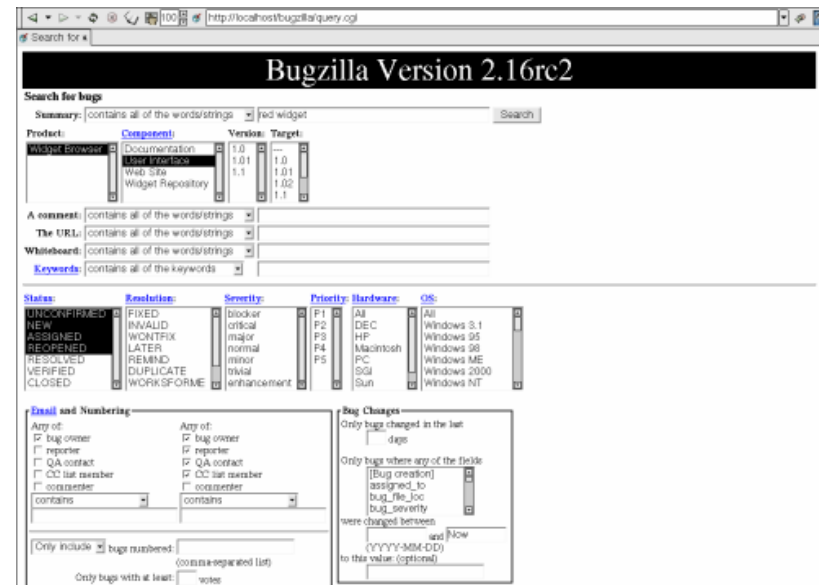 100 http://localhost/bugzilla/query.cgi
Search for
Bugzilla Version 2.16rc2
Search for bugs
Summary: contains all of the words/strings red widget Search
Product: Component: Version: Target:
Widget Browser Documentation 1.0 ---
User Interface 1.01 1.0
Web Site 1.1 1.01
Widget Repository 1.02
1.1
A comment: contains all of the words/strings
The URL: contains all of the words/strings
Whiteboard: contains all of the words/strings
Keywords: contains all of the keywords
Status: Resolution: Severity: Priority: Hardware: OS:
UNCONFIRMED FIXED blocker P1 All All
NEW INVALID critical P2 DEC Windows 3.1
ASSIGNED WONTFIX major P3 HP Windows 95
REOPENED LATER normal P4 Macintosh Windows 98
RESOLVED REMIND minor P5 PC Windows ME
VERIFIED DUPLICATE trivial SGI Windows 2000
CLOSED WORKSFORME enhancement Sun Windows NT
Email and Numbering
Any of: Any of:
bug owner bug owner
reporter reporter
QA contact QA contact
CC list member CC list member
commenter commenter
contains contains
Only include bugs numbered:
(comma-separated list)
Only bugs with at least: votes
Bug Changes
Only bugs changed in the last
days
Only bugs where any of the fields
[Bug creation]
assigned_to
bug_file_loc
bug_severity
were changed between
and Now
(YYYY-MM-DD)
to this value: (optional)